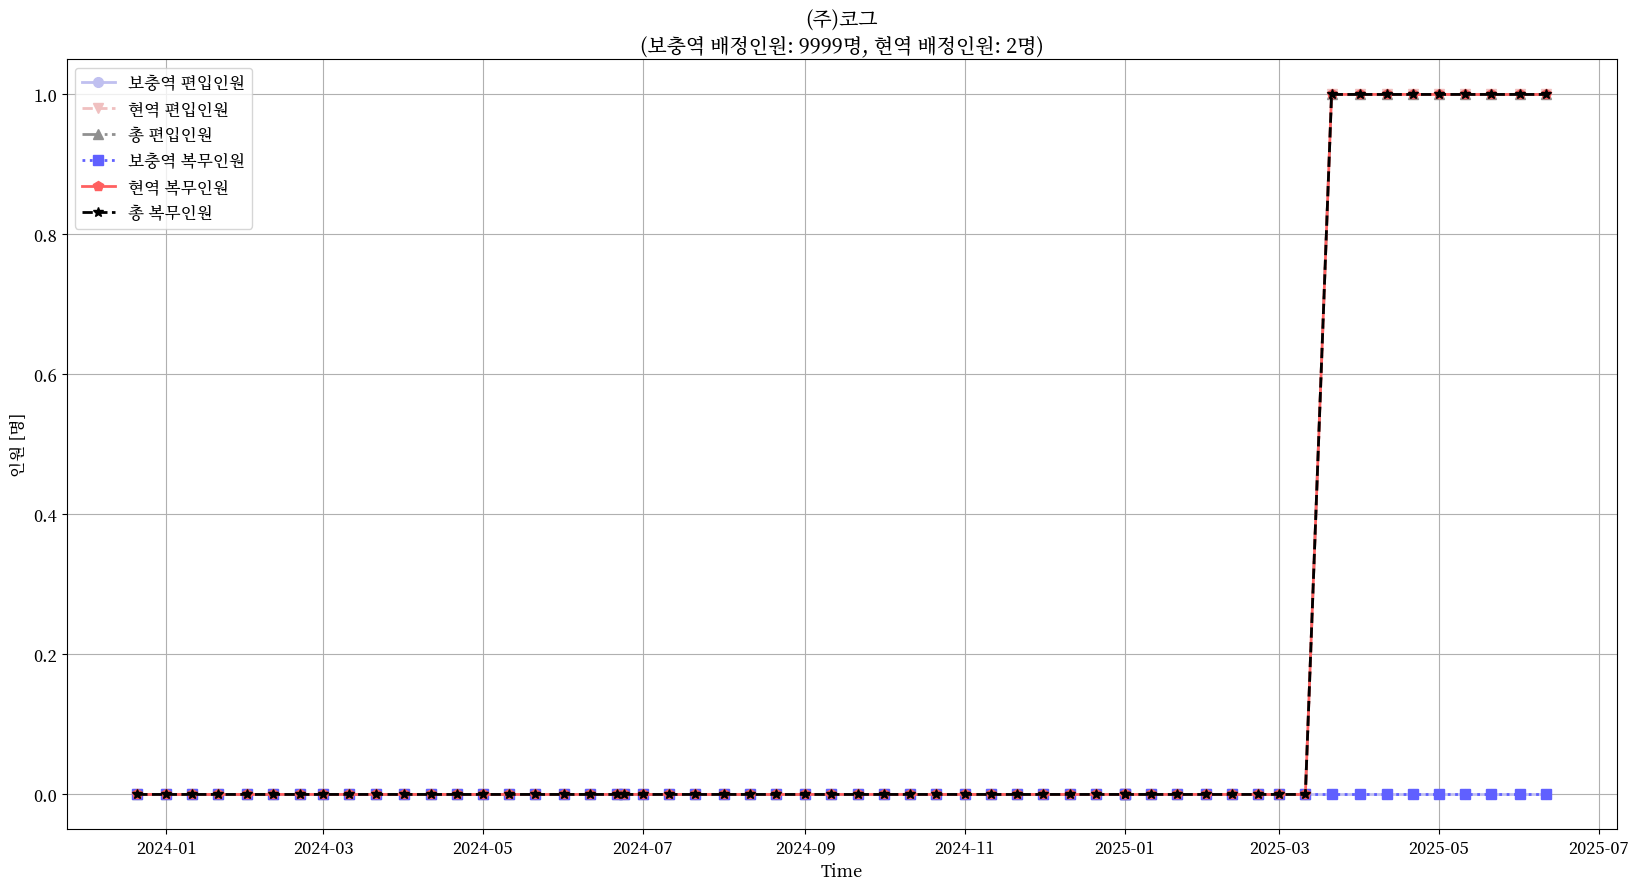 (주)코그
(보충역 배정인원: 9999명, 현역 배정인원: 2명)
보충역 편입인원
현역 편입인원
총 편입인원
보충역 복무인원
현역 복무인원
총 복무인원
인원 [명]
1.0
0.8
0.6
0.4
0.2
0.0
2024-01
2024-03
2024-05
2024-07
2024-09
2024-11
2025-01
2025-03
2025-05
2025-07
Time